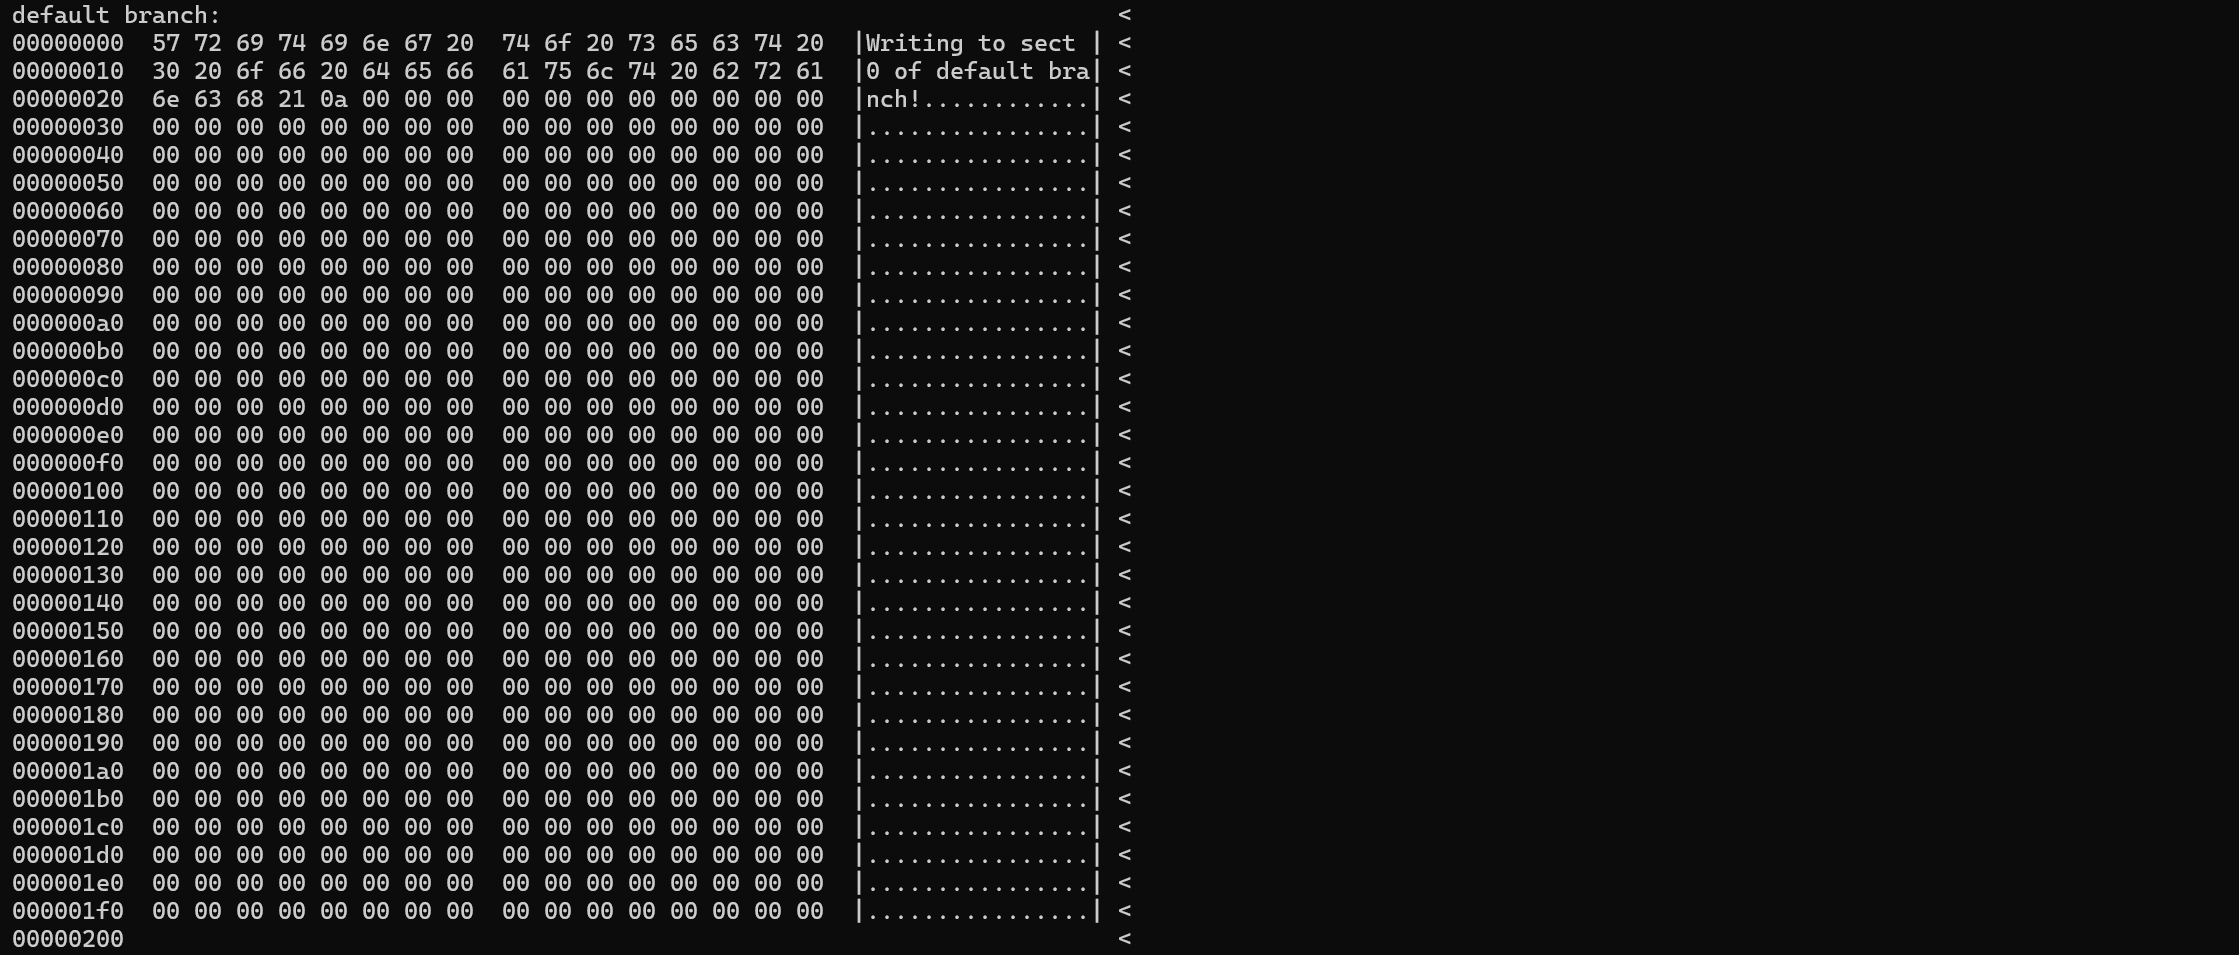 default branch: <
00000000  57 72 69 74 69 6e 67 20  74 6f 20 73 65 63 74 20  |Writing to sect | <
00000010  30 20 6f 66 20 64 65 66  61 75 6c 74 20 62 72 61  |0 of default bra| <
00000020  6e 63 68 21 0a 00 00 00  00 00 00 00 00 00 00 00  |nch!............| <
00000030  00 00 00 00 00 00 00 00  00 00 00 00 00 00 00 00  |................| <
00000040  00 00 00 00 00 00 00 00  00 00 00 00 00 00 00 00  |................| <
00000050  00 00 00 00 00 00 00 00  00 00 00 00 00 00 00 00  |................| <
00000060  00 00 00 00 00 00 00 00  00 00 00 00 00 00 00 00  |................| <
00000070  00 00 00 00 00 00 00 00  00 00 00 00 00 00 00 00  |................| <
00000080  00 00 00 00 00 00 00 00  00 00 00 00 00 00 00 00  |................| <
00000090  00 00 00 00 00 00 00 00  00 00 00 00 00 00 00 00  |................| <
000000a0  00 00 00 00 00 00 00 00  00 00 00 00 00 00 00 00  |................| <
000000b0  00 00 00 00 00 00 00 00  00 00 00 00 00 00 00 00  |................| <
000000c0  00 00 00 00 00 00 00 00  00 00 00 00 00 00 00 00  |................| <
000000d0  00 00 00 00 00 00 00 00  00 00 00 00 00 00 00 00  |................| <
000000e0  00 00 00 00 00 00 00 00  00 00 00 00 00 00 00 00  |................| <
000000f0  00 00 00 00 00 00 00 00  00 00 00 00 00 00 00 00  |................| <
00000100  00 00 00 00 00 00 00 00  00 00 00 00 00 00 00 00  |................| <
00000110  00 00 00 00 00 00 00 00  00 00 00 00 00 00 00 00  |................| <
00000120  00 00 00 00 00 00 00 00  00 00 00 00 00 00 00 00  |................| <
00000130  00 00 00 00 00 00 00 00  00 00 00 00 00 00 00 00  |................| <
00000140  00 00 00 00 00 00 00 00  00 00 00 00 00 00 00 00  |................| <
00000150  00 00 00 00 00 00 00 00  00 00 00 00 00 00 00 00  |................| <
00000160  00 00 00 00 00 00 00 00  00 00 00 00 00 00 00 00  |................| <
00000170  00 00 00 00 00 00 00 00  00 00 00 00 00 00 00 00  |................| <
00000180  00 00 00 00 00 00 00 00  00 00 00 00 00 00 00 00  |................| <
00000190  00 00 00 00 00 00 00 00  00 00 00 00 00 00 00 00  |................| <
000001a0  00 00 00 00 00 00 00 00  00 00 00 00 00 00 00 00  |................| <
000001b0  00 00 00 00 00 00 00 00  00 00 00 00 00 00 00 00  |................| <
000001c0  00 00 00 00 00 00 00 00  00 00 00 00 00 00 00 00  |................| <
000001d0  00 00 00 00 00 00 00 00  00 00 00 00 00 00 00 00  |................| <
000001e0  00 00 00 00 00 00 00 00  00 00 00 00 00 00 00 00  |................| <
000001f0  00 00 00 00 00 00 00 00  00 00 00 00 00 00 00 00  |................| <
00000200 <